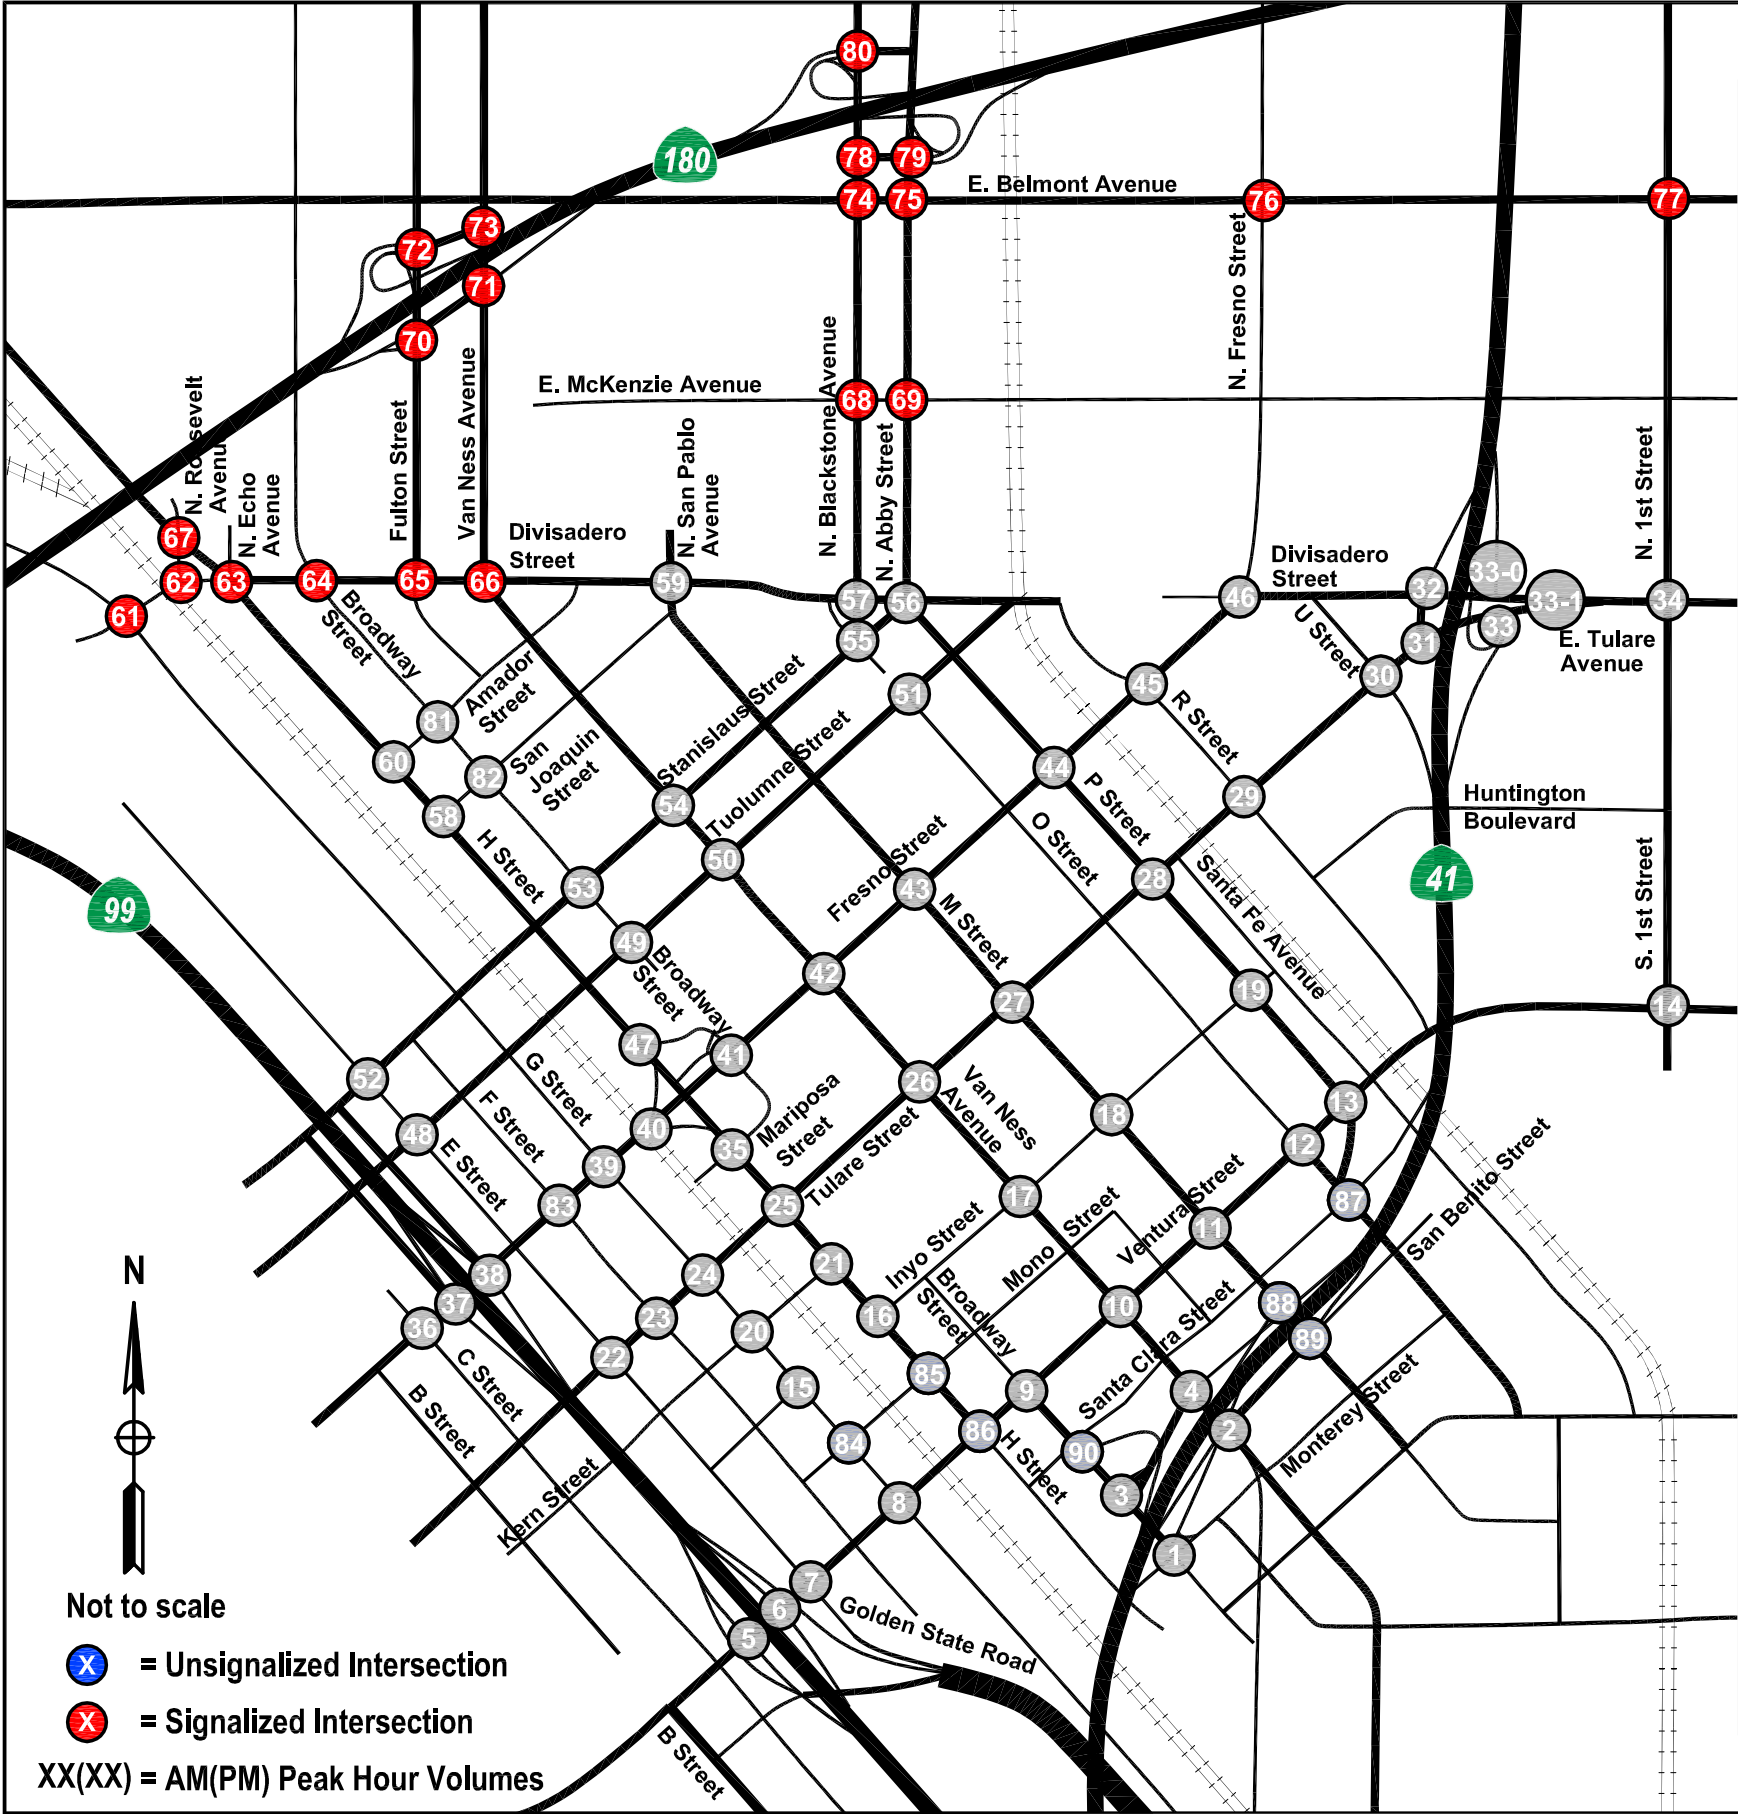 80
180
78
79
74
75
E. Belmont Avenue
76
77
73
72
71
70
N. Fresno Street
E. McKenzie Avenue
68
69
N. Roosevelt
Avenue
N. Echo
Avenue
Fulton Street
Van Ness Avenue
N. San Pablo
Avenue
N. Blackstone Avenue
N. Abby Street
N. 1st Street
67
62
63
64
65
66
61
Divisadero
Street
59
57
56
55
Divisadero
Street
46
32
33-0
33-1
34
33
31
30
E. Tulare
Avenue
U Street
Broadway
Street
Amador
Street
81
60
82
58
San
Joaquin
Street
Stanislaus Street
Tuolumne Street
51
45
R Street
44
54
50
P Street
O Street
29
Huntington
Boulevard
H Street
53
Fresno Street
43
28
Santa Fe Avenue
41
S. 1st Street
99
49
Broadway
Street
42
M Street
27
19
14
47
41
52
G Street
Mariposa
Street
26
Van Ness
Avenue
18
13
48
F Street
40
35
12
E Street
39
Tulare Street
83
25
17
Ventura Street
11
87
San Benito Street
Inyo Street
Mono Street
N
38
24
21
37
23
16
Broadway
Street
10
88
36
20
89
22
Santa Clara Street
C Street
B Street
15
85
9
4
Monterey Street
84
86
90
2
H Street
Kern Street
8
3
1
7
6
5
Golden State Road
B Street
Not to scale
X = Unsignalized Intersection
X = Signalized Intersection
XX(XX) = AM(PM) Peak Hour Volumes